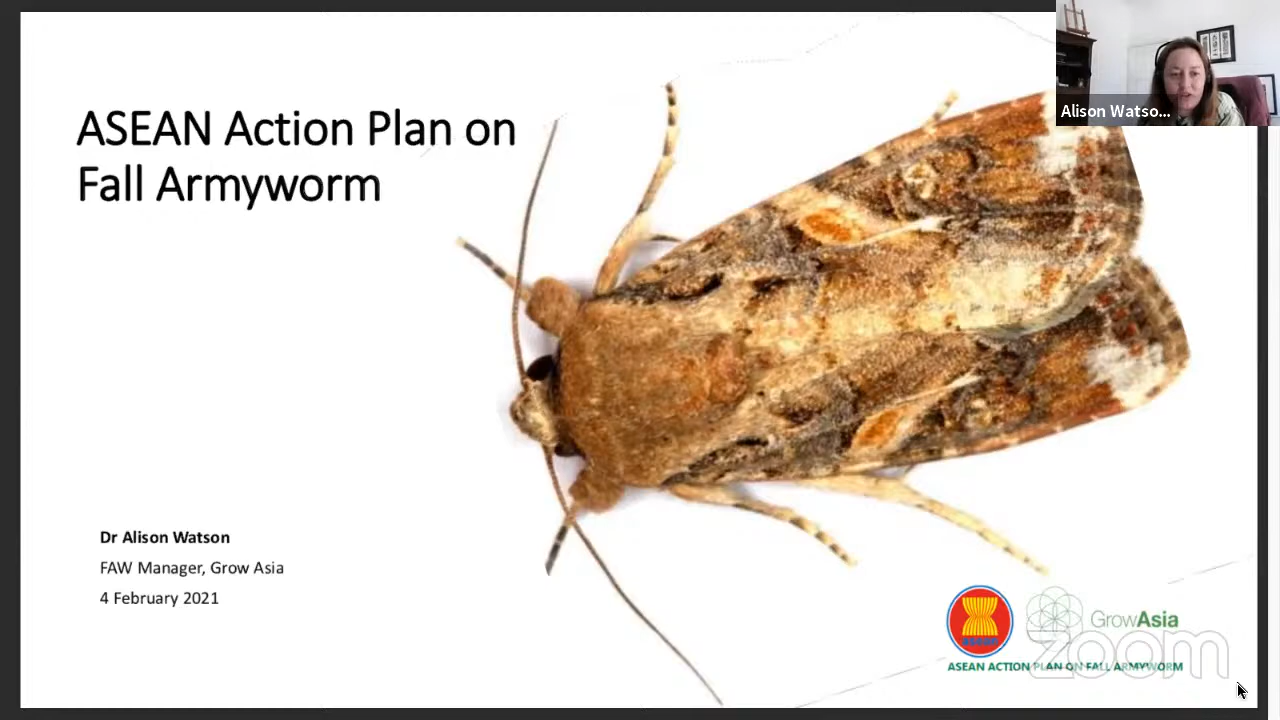 ASEAN Action Plan on
Fall Armyworm
Alison Watso...
Dr Alison Watson
FAW Manager, Grow Asia
4 February 2021
GrowAsia
zoom
ASEAN ACTION PLAN ON FALL ARMYWORM